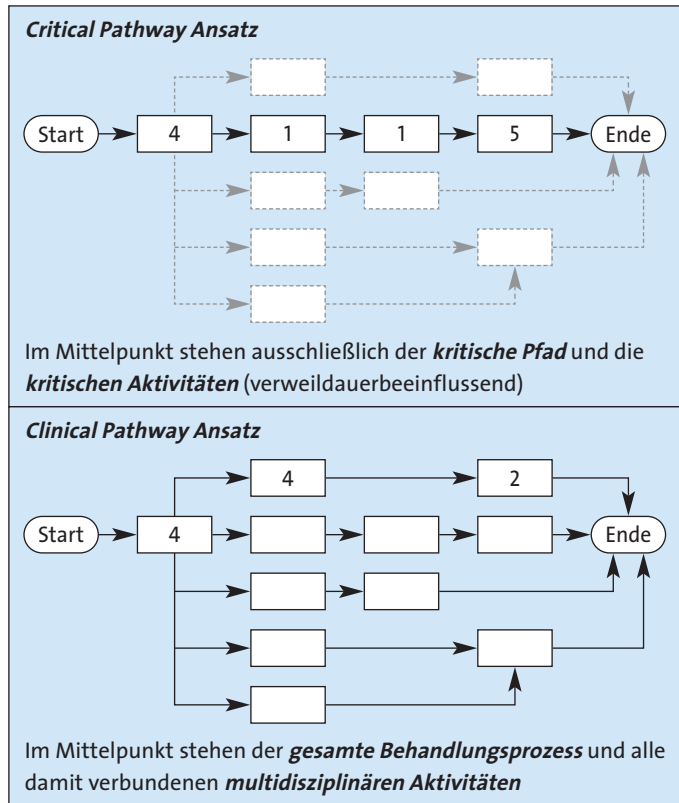 Critical Pathway Ansatz
Start 4 1 1 5 Ende
Im Mittelpunkt stehen ausschließlich der kritische Pfad und die
kritischen Aktivitäten (verweildauerbeeinflussend)
Clinical Pathway Ansatz
4 2
Start 4 Ende
Im Mittelpunkt stehen der gesamte Behandlungsprozess und alle
damit verbundenen multidisziplinären Aktivitäten